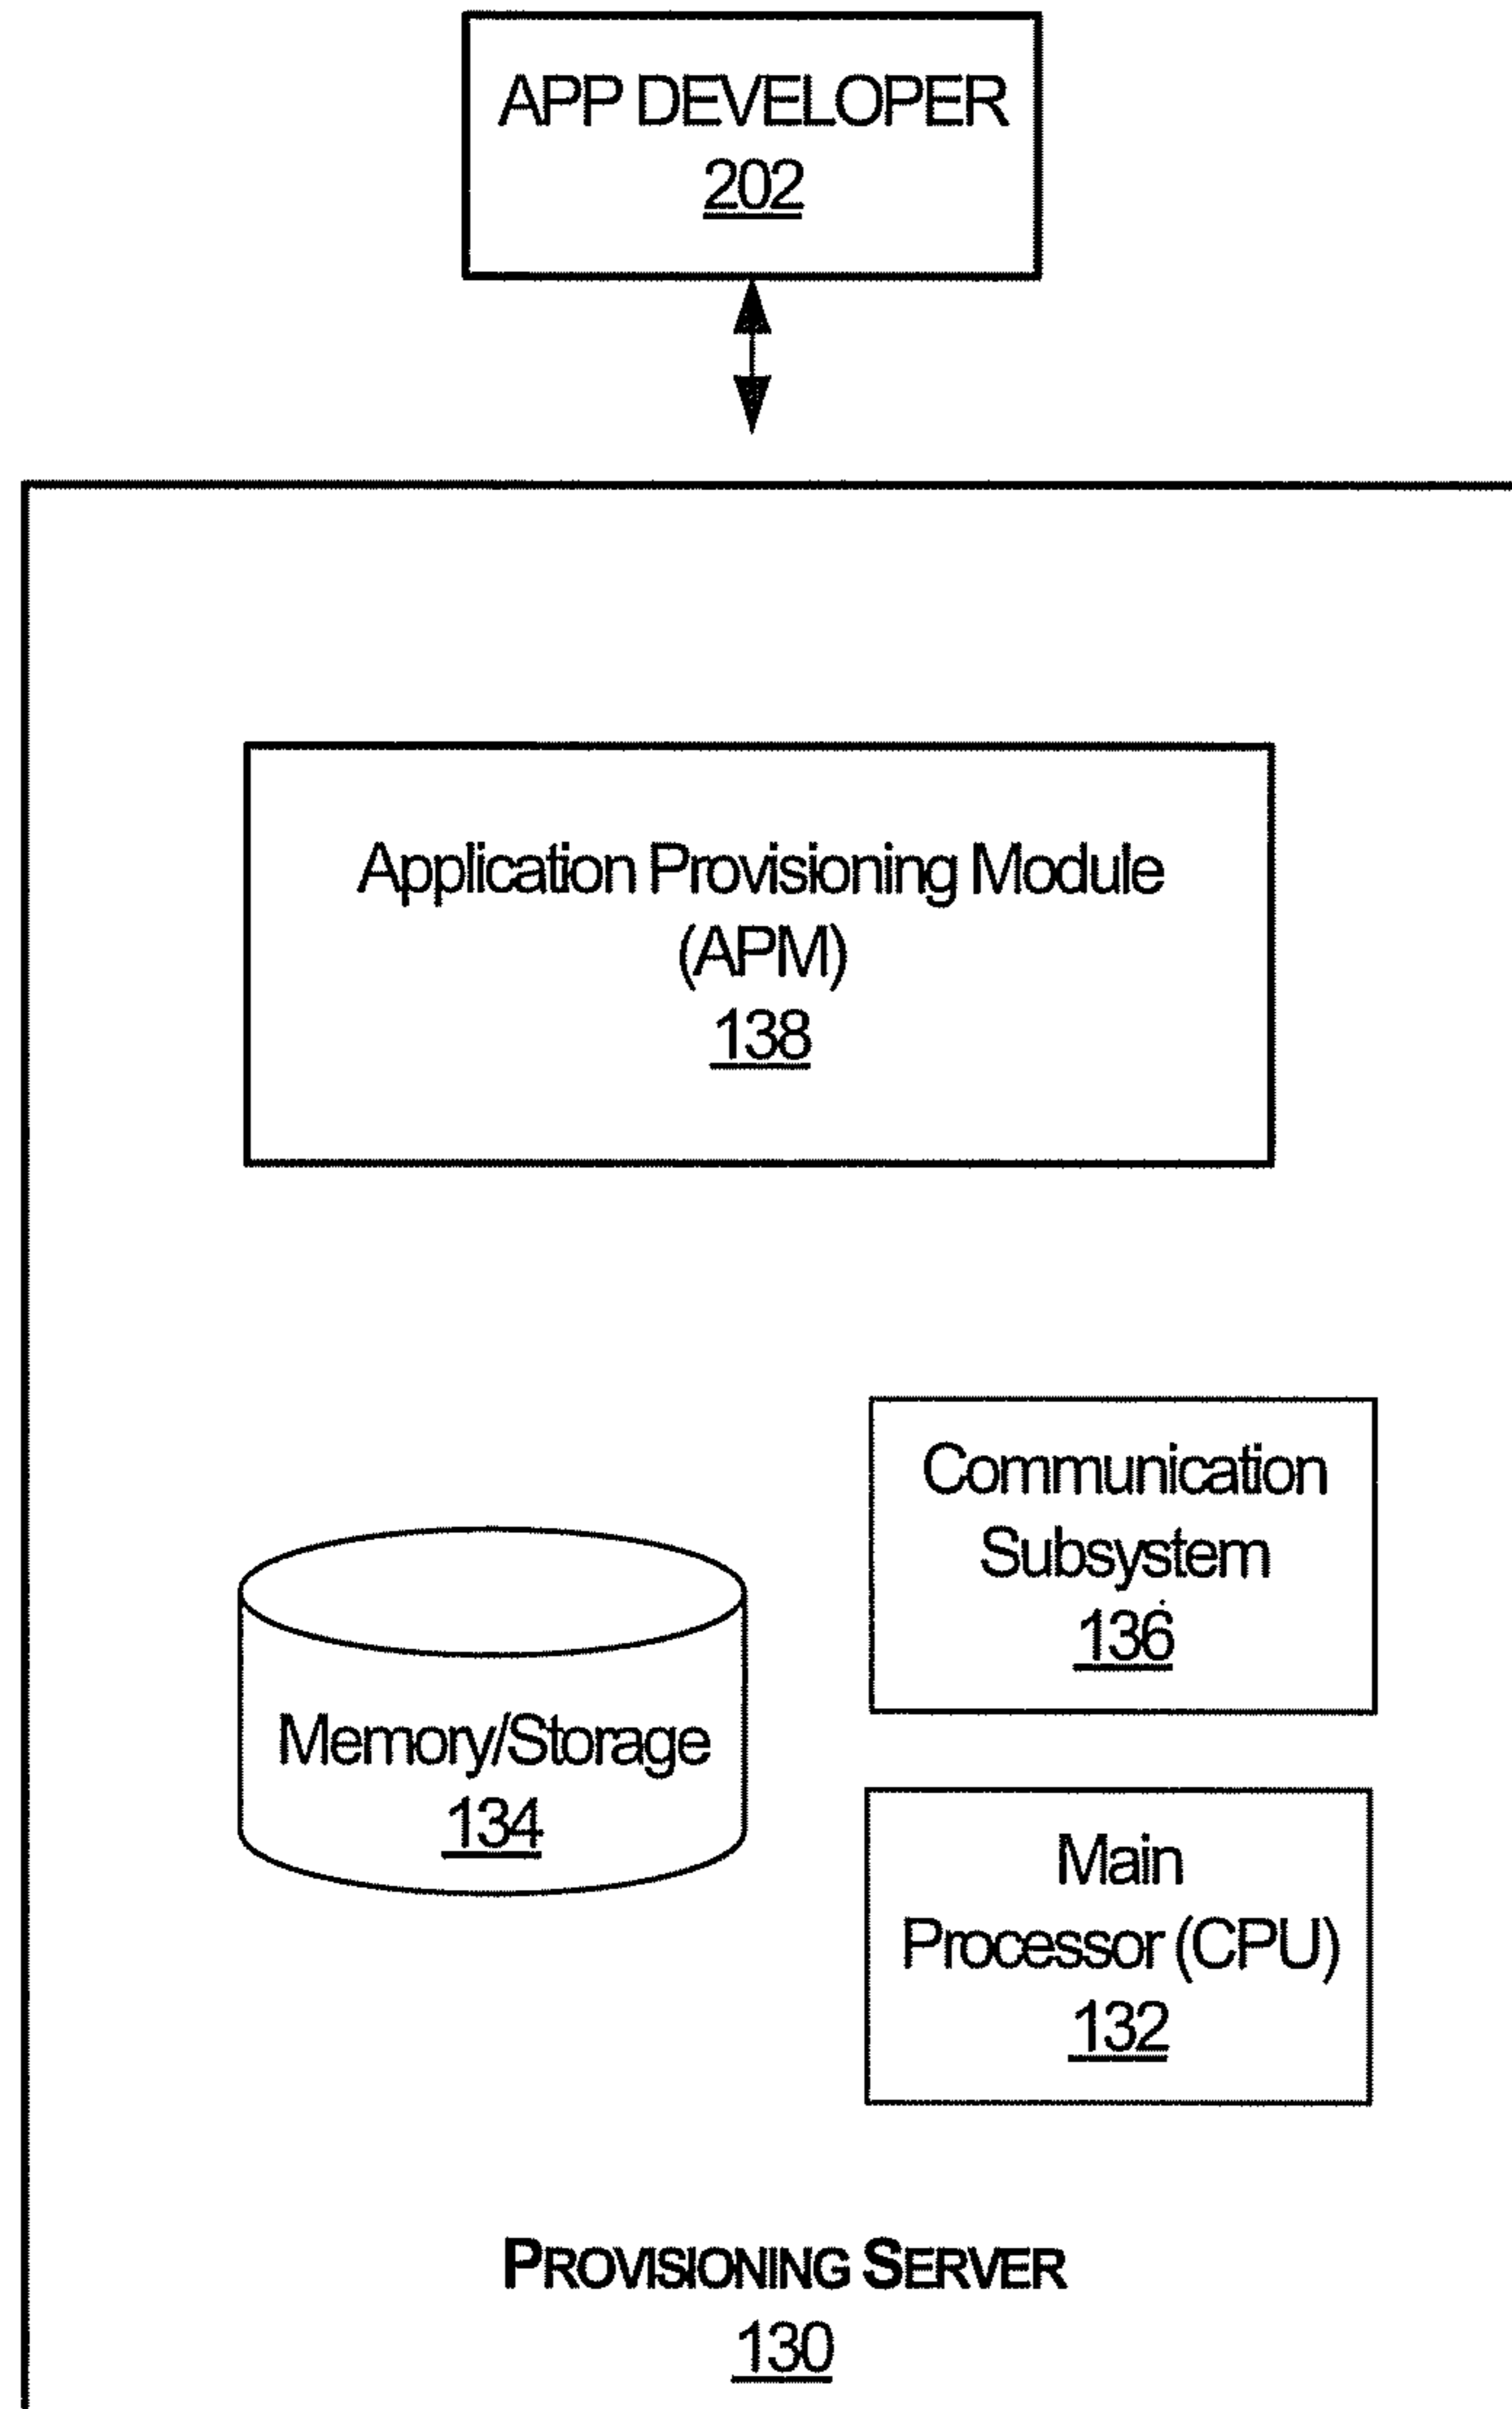 APP DEVELOPER
202
Application Provisioning Module
(APM)
138
Communication
Subsystem
136
Memory/Storage
134
Main
Processor (CPU)
132
PROVISIONING SERVER
130